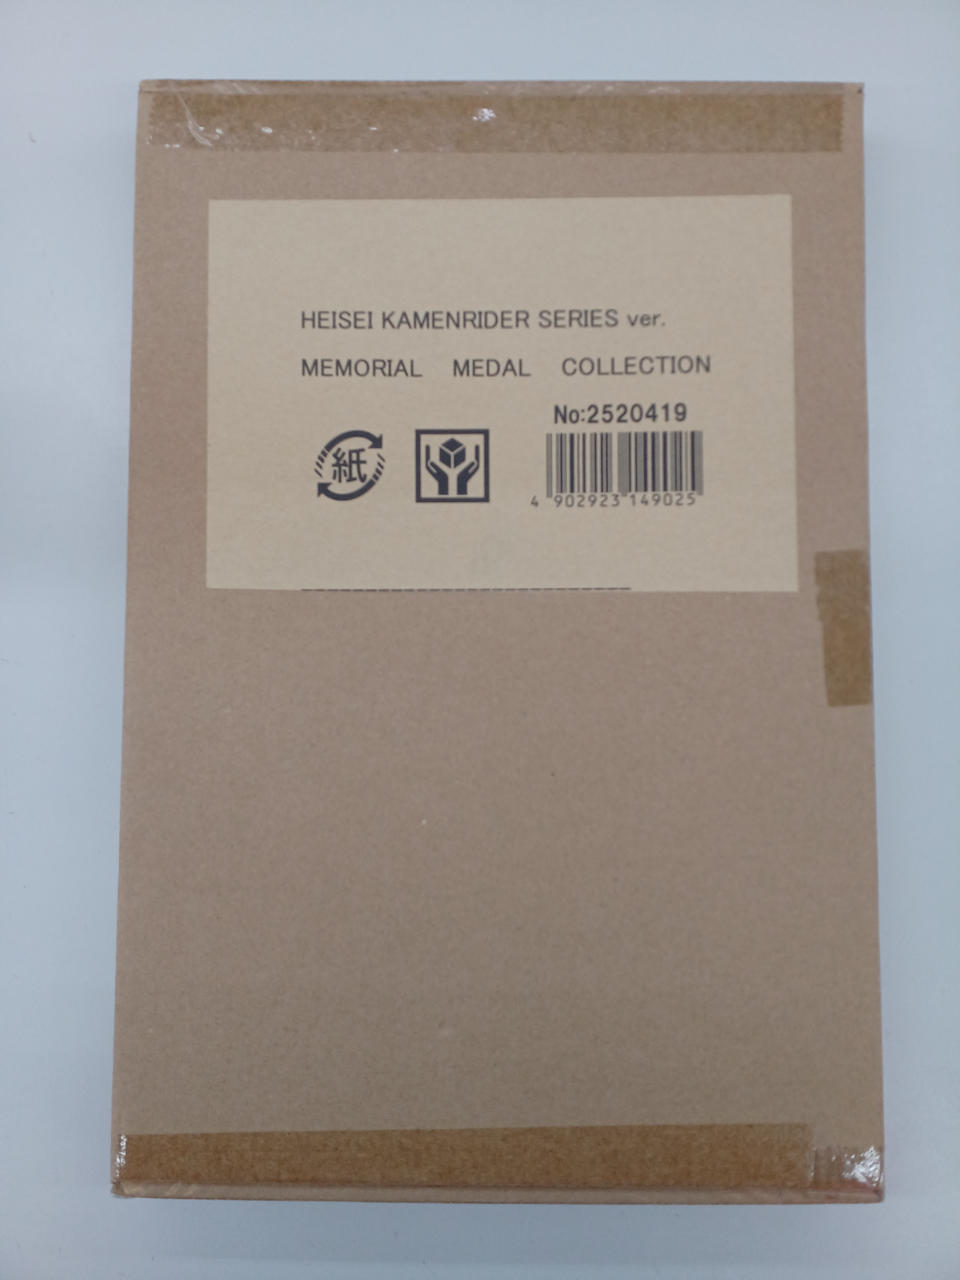 HEISEI KAMENRIDER SERIES ver.
MEMORIAL MEDAL COLLECTION
No:2520419
紙
4 902923 149025